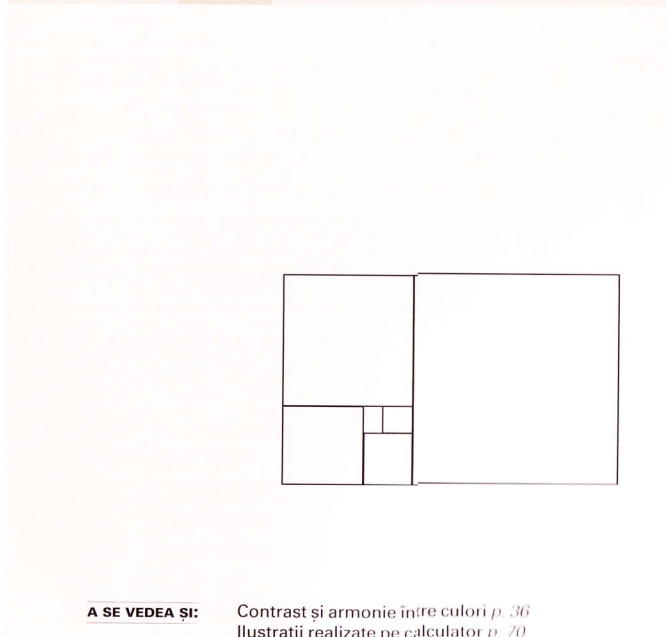 A SE VEDEA ȘI:    Contrast și armonie între culori p. 36
Ilustrații realizate pe calculator p. 70